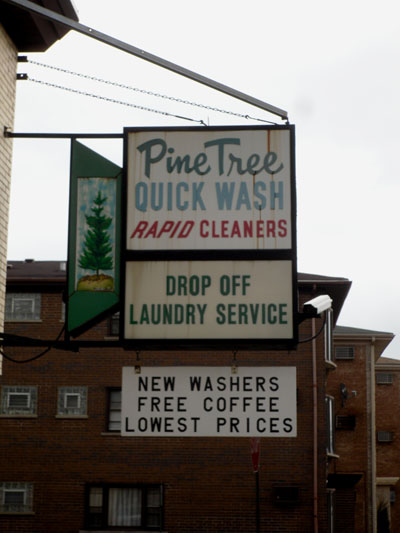 Pine Tree
QUICK WASH
RAPID CLEANERS
DROP OFF
LAUNDRY SERVICE
NEW WASHERS
FREE COFFEE
LOWEST PRICES